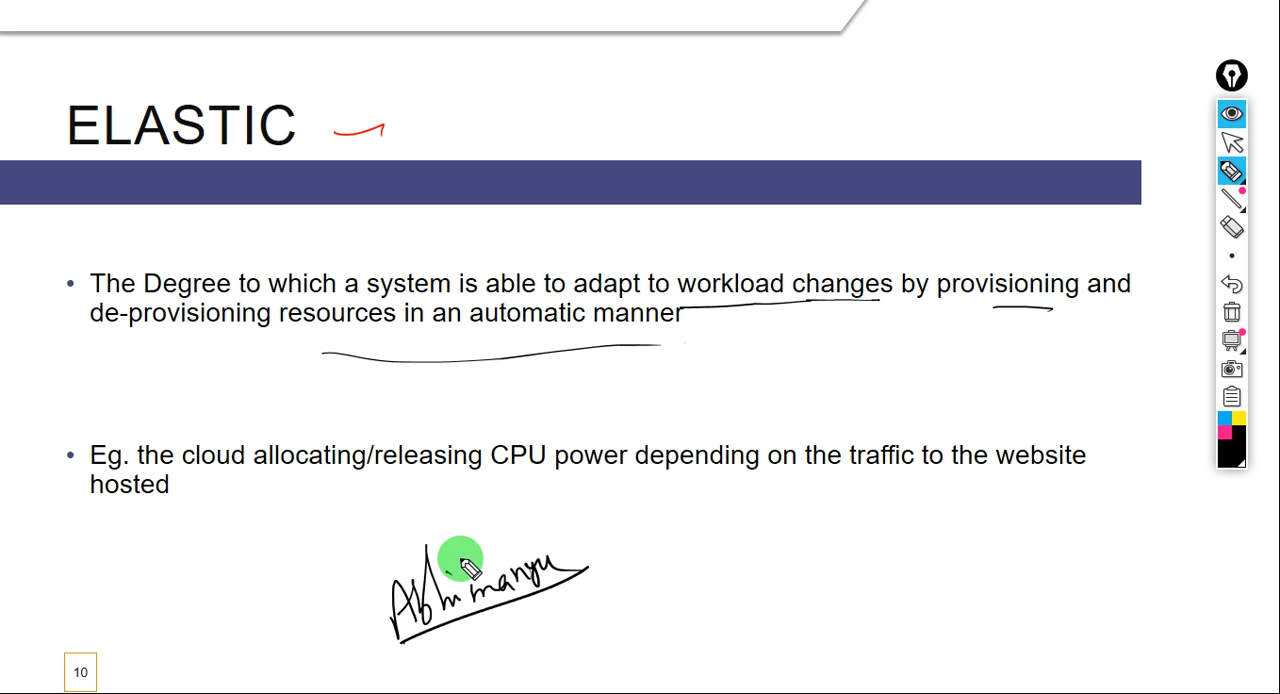 ELASTIC
• The Degree to which a system is able to adapt to workload changes by provisioning and
de-provisioning resources in an automatic manner
• Eg. the cloud allocating/releasing CPU power depending on the traffic to the website
hosted
Abhimanyu
10